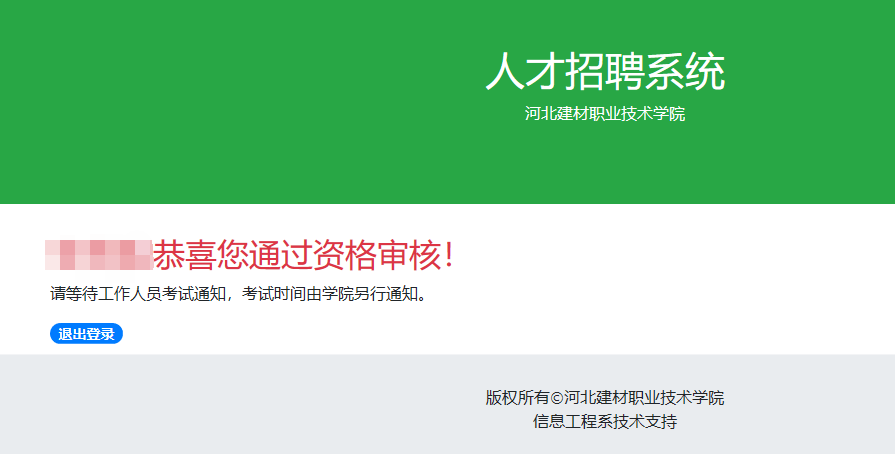 人才招聘系统
河北建材职业技术学院
恭喜您通过资格审核！
请等待工作人员考试通知，考试时间由学院另行通知。
退出登录
版权所有©河北建材职业技术学院
信息工程系技术支持